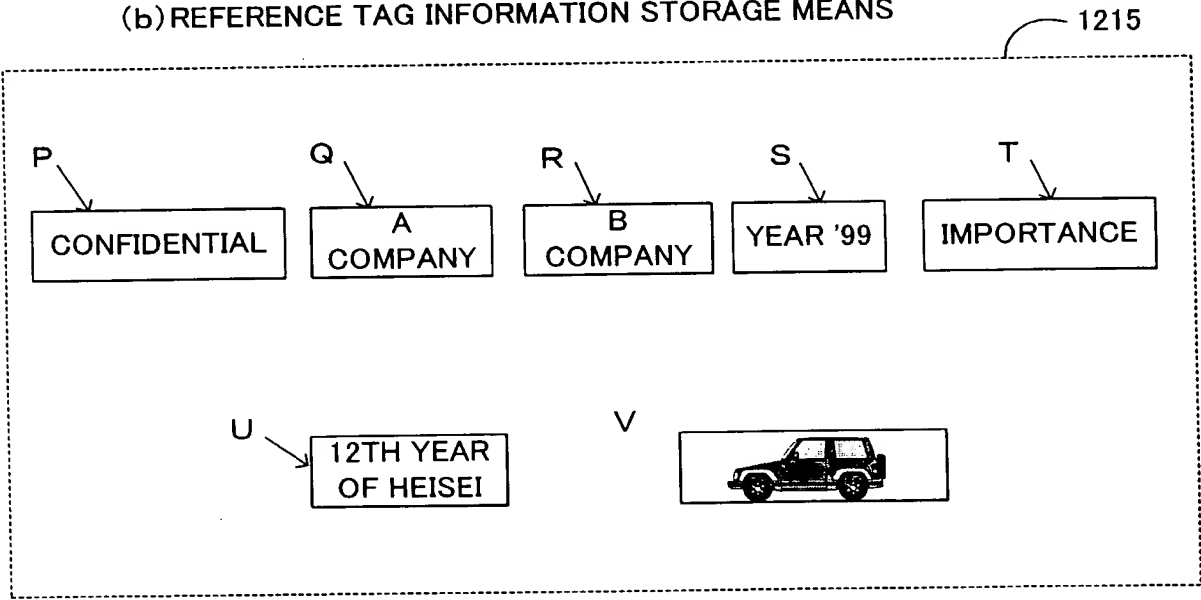 (b)REFERENCE TAG INFORMATION STORAGE MEANS
1215
P
Q
R
S
T
CONFIDENTIAL
A
COMPANY
B
COMPANY
YEAR '99
IMPORTANCE
U
V
12TH YEAR
OF HEISEI